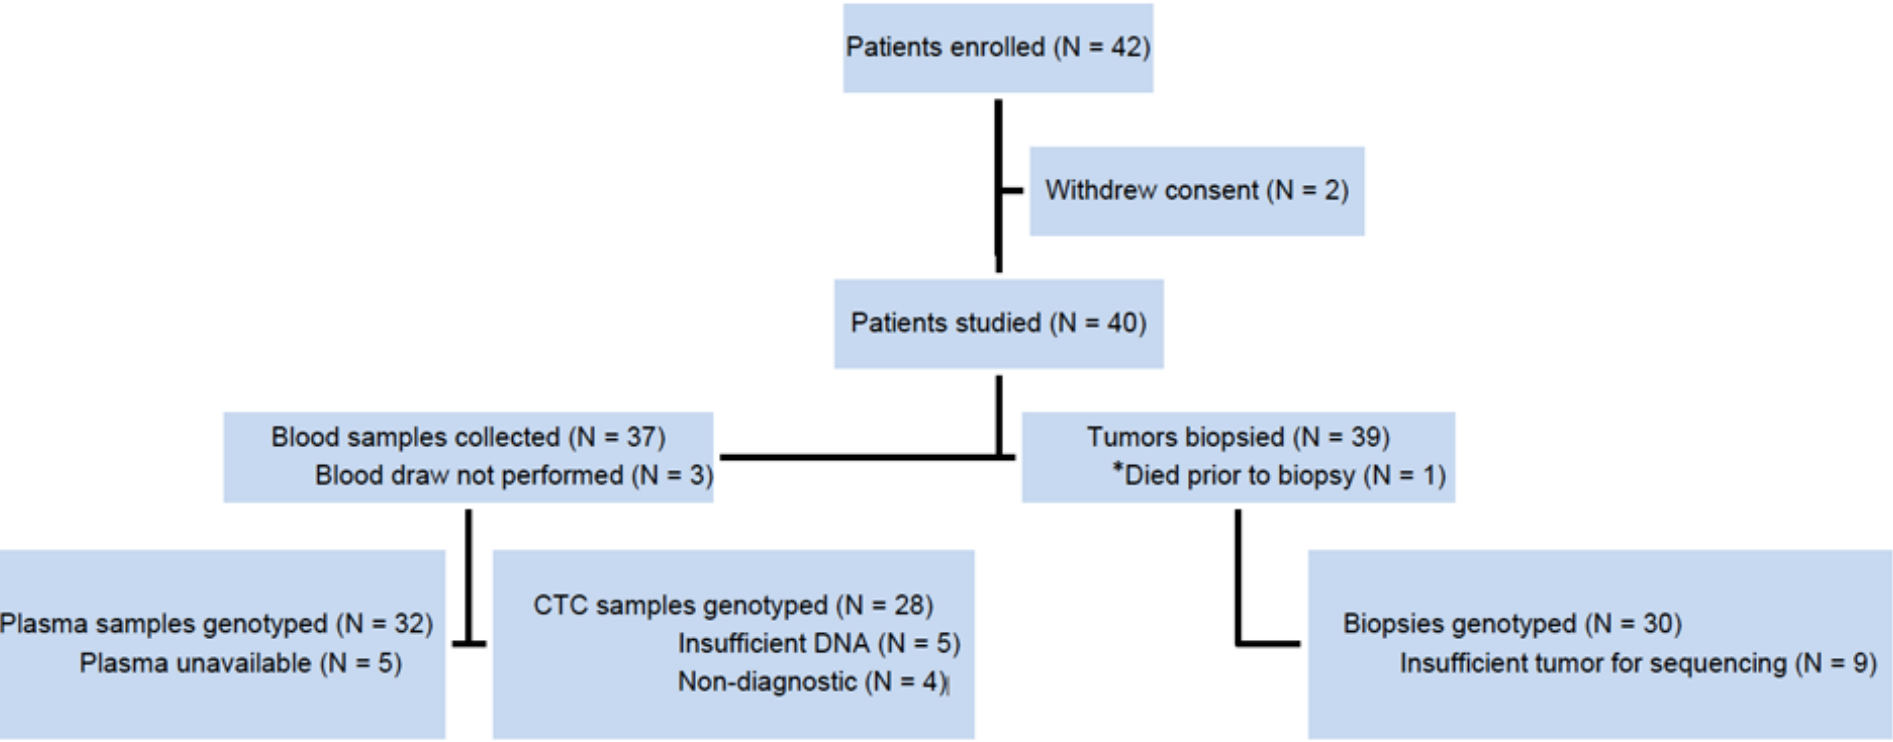 Patients enrolled (N = 42)
Withdrew consent (N = 2)
Patients studied (N = 40)
Blood samples collected (N = 37)
Blood draw not performed (N = 3)
Tumors biopsied (N = 39)
*Died prior to biopsy (N = 1)
Plasma samples genotyped (N = 32)
Plasma unavailable (N = 5)
CTC samples genotyped (N = 28)
Insufficient DNA (N = 5)
Non-diagnostic (N = 4)
Biopsies genotyped (N = 30)
Insufficient tumor for sequencing (N = 9)